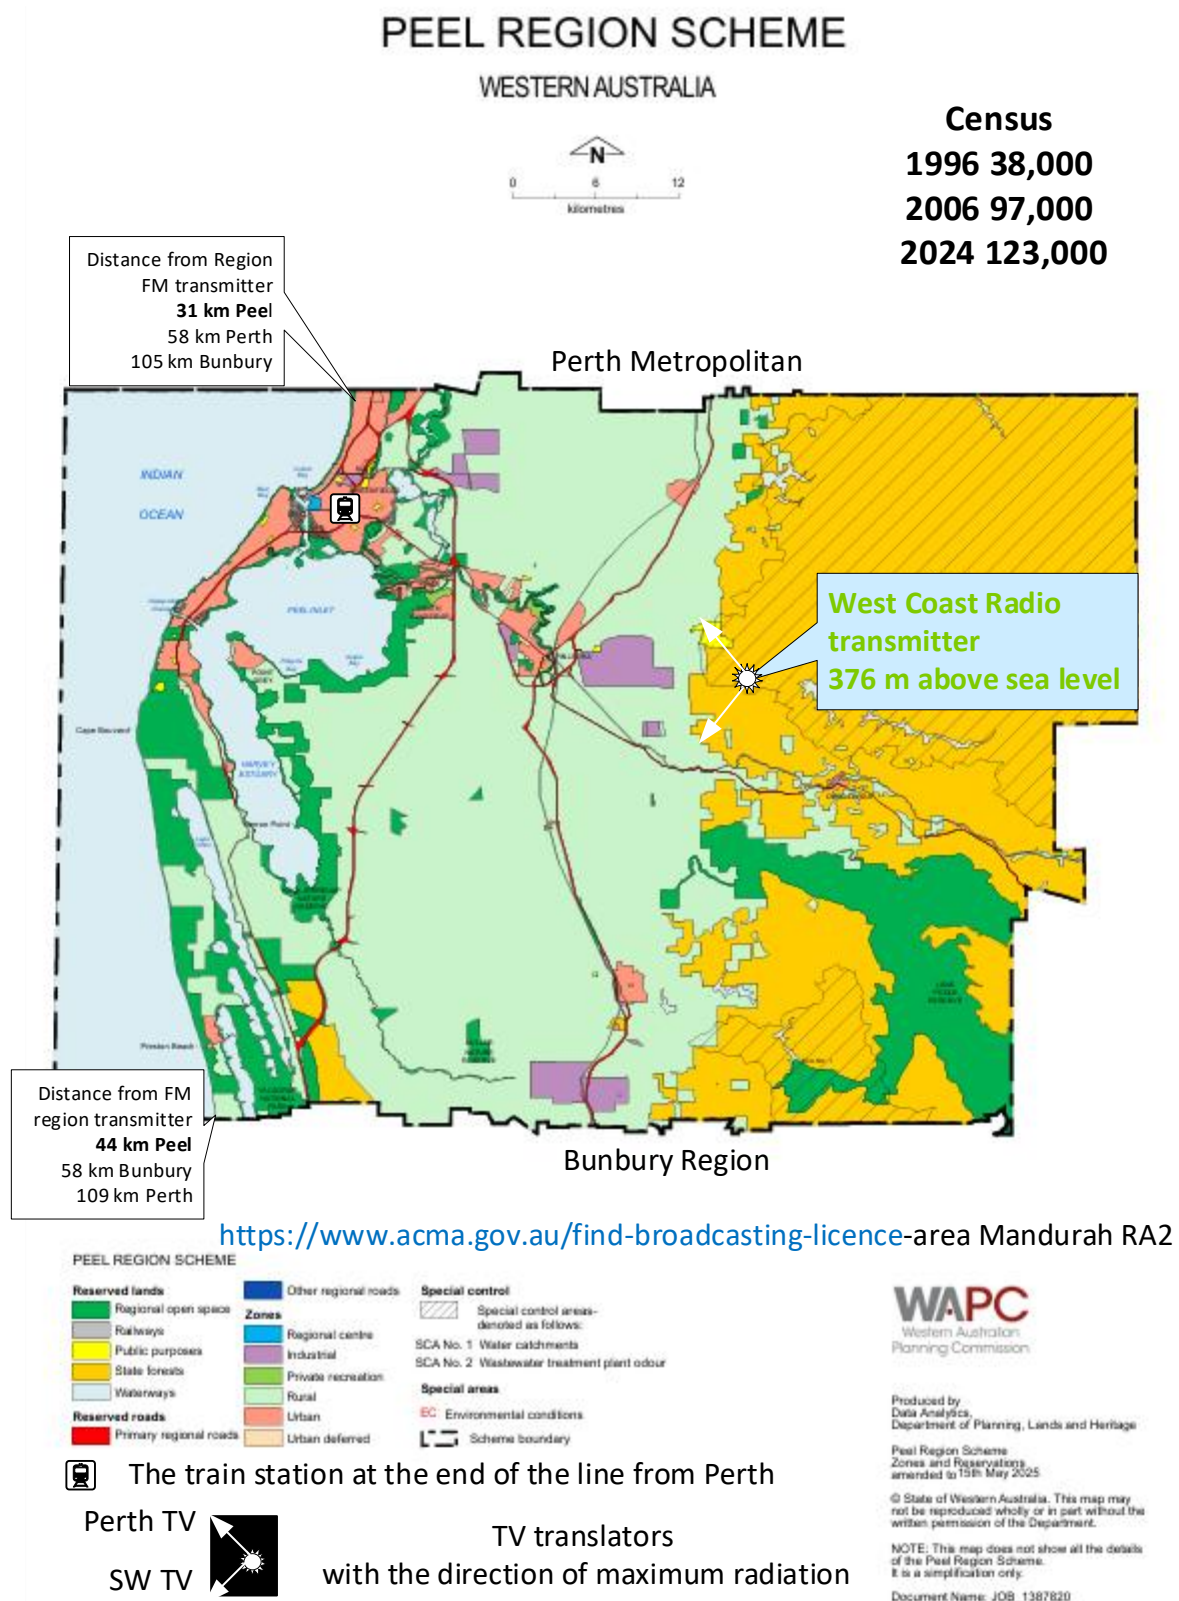 PEEL REGION SCHEME
WESTERN AUSTRALIA
N
0 6 12
kilometres
Census
1996 38,000
2006 97,000
2024 123,000
Distance from Region
FM transmitter
31 km Peel
58 km Perth
105 km Bunbury
Perth Metropolitan
INDIAN
OCEAN
PEEL INLET
West Coast Radio
transmitter
376 m above sea level
Cape Bouvard
HARVEY
ESTUARY
Preston Beach
Distance from FM
region transmitter
44 km Peel
58 km Bunbury
109 km Perth
Bunbury Region
https://www.acma.gov.au/find-broadcasting-licence-area Mandurah RA2
PEEL REGION SCHEME
Reserved lands
Regional open space
Railways
Public purposes
State forests
Waterways
Reserved roads
Primary regional roads
Other regional roads
Zones
Regional centre
Industrial
Private recreation
Rural
Urban
Urban deferred
Special control
Special control areas-
denoted as follows:
SCA No. 1 Water catchments
SCA No. 2 Wastewater treatment plant odour
Special areas
EC Environmental conditions
Scheme boundary
WAPC
Western Australian
Planning Commission
Produced by
Data Analytics,
Department of Planning, Lands and Heritage
Peel Region Scheme
Zones and Reservations
amended to 15th May 2025
© State of Western Australia. This map may
not be reproduced wholly or in part without the
written permission of the Department.
NOTE: This map does not show all the details
of the Peel Region Scheme.
It is a simplification only.
Document Name: JOB_1387820
The train station at the end of the line from Perth
Perth TV
SW TV
TV translators
with the direction of maximum radiation